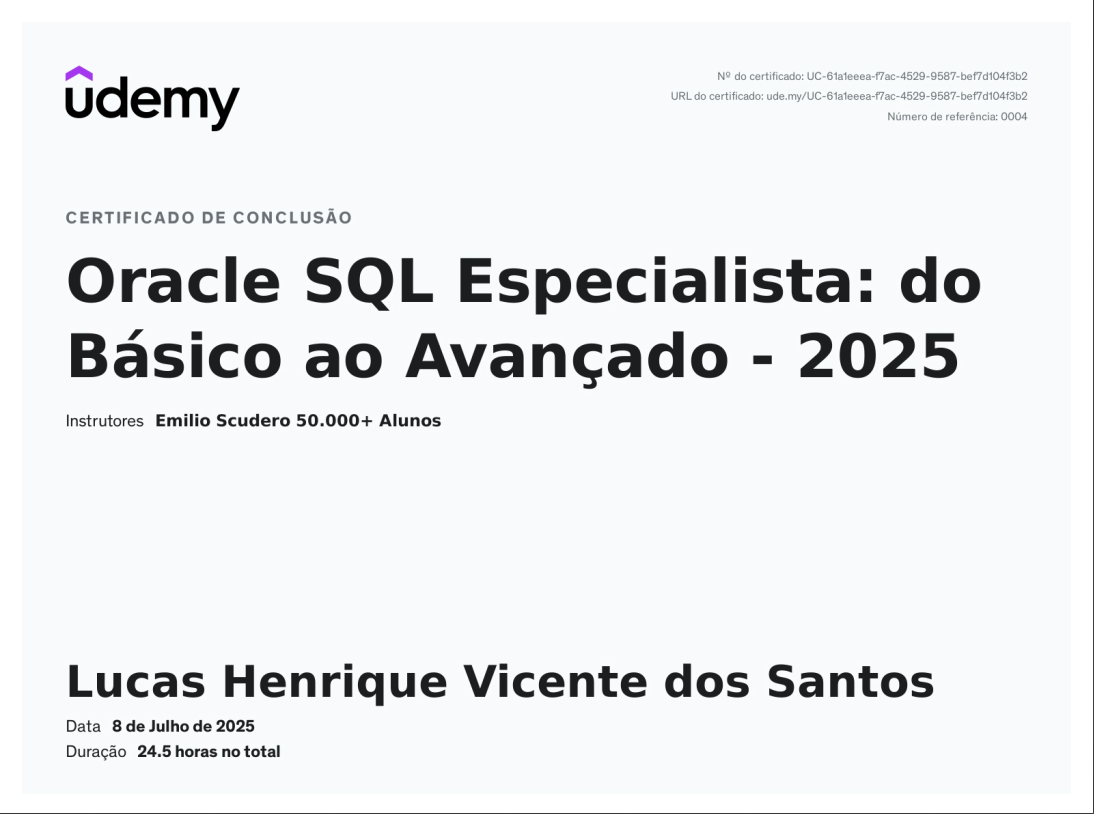 udemy
Nº do certificado: UC-61a1eeea-f7ac-4529-9587-bef7d104f3b2
URL do certificado: ude.my/UC-61a1eeea-f7ac-4529-9587-bef7d104f3b2
Número de referência: 0004
CERTIFICADO DE CONCLUSÃO
Oracle SQL Especialista: do
Básico ao Avançado - 2025
Instrutores Emilio Scudero 50.000+ Alunos
Lucas Henrique Vicente dos Santos
Data 8 de Julho de 2025
Duração 24.5 horas no total